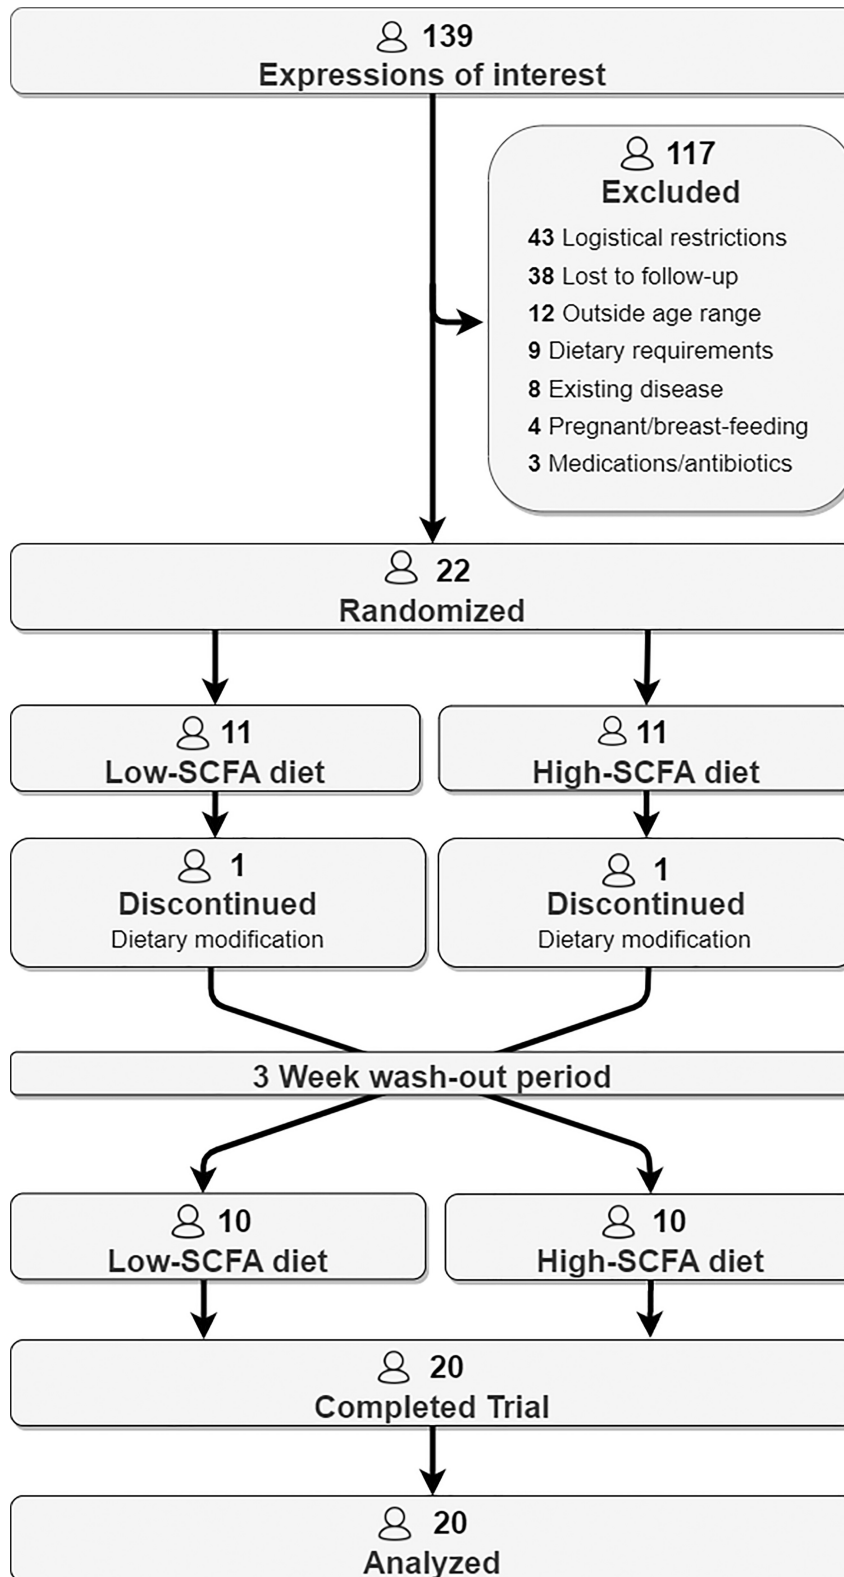 139
Expressions of interest
117
Excluded
43 Logistical restrictions
38 Lost to follow-up
12 Outside age range
9 Dietary requirements
8 Existing disease
4 Pregnant/breast-feeding
3 Medications/antibiotics
22
Randomized
11
Low-SCFA diet
11
High-SCFA diet
1
Discontinued
Dietary modification
1
Discontinued
Dietary modification
3 Week wash-out period
10
Low-SCFA diet
10
High-SCFA diet
20
Completed Trial
20
Analyzed